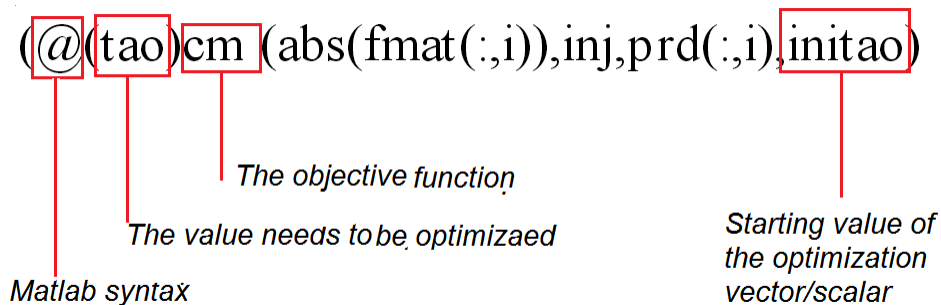 (@(tao)cm (abs(fmat(:,i)),inj,prd(:,i),initao)
The objective function
The value needs to be optimizaed
Matlab syntax
Starting value of
the optimization
vector/scalar